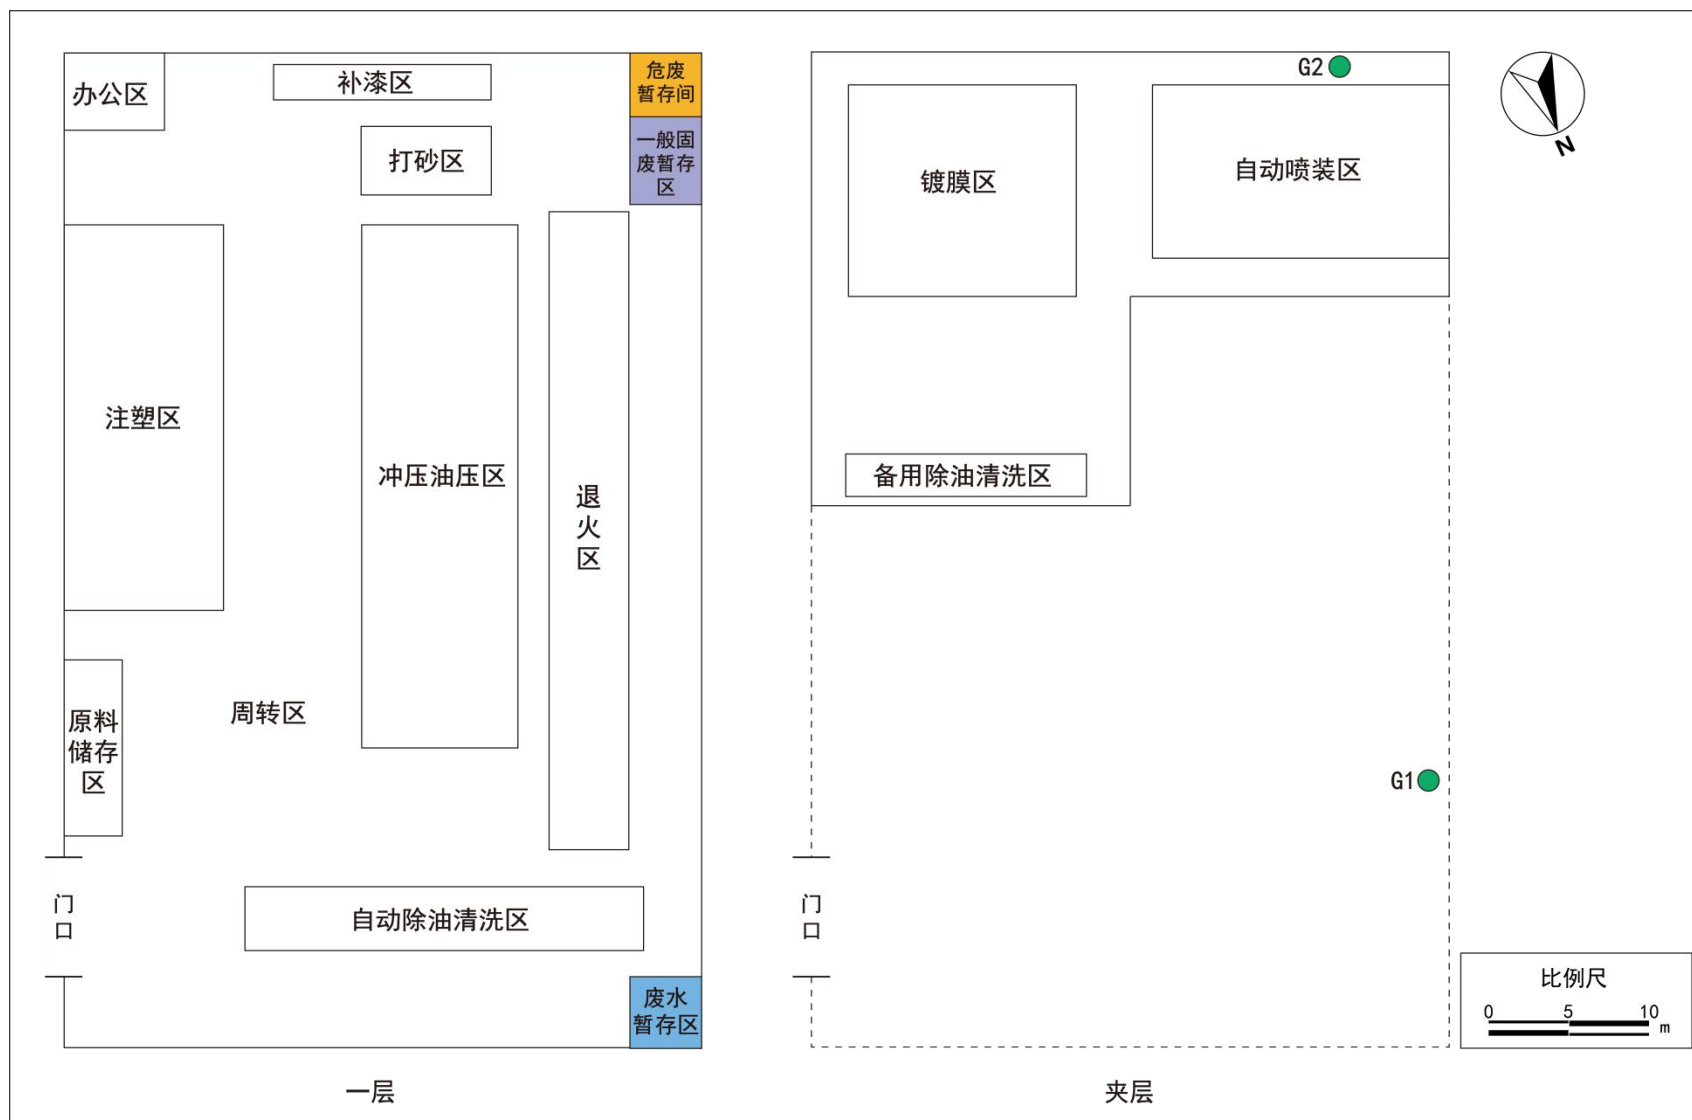 办公区
补漆区
危废
暂存间
打砂区
一般固
废暂存
区
注塑区
冲压油压区
退
火
区
原料
储存
区
周转区
门
口
自动除油清洗区
废水
暂存区
一层
G2
N
镀膜区
自动喷装区
备用除油清洗区
G1
门
口
夹层
比例尺
0 5 10
m